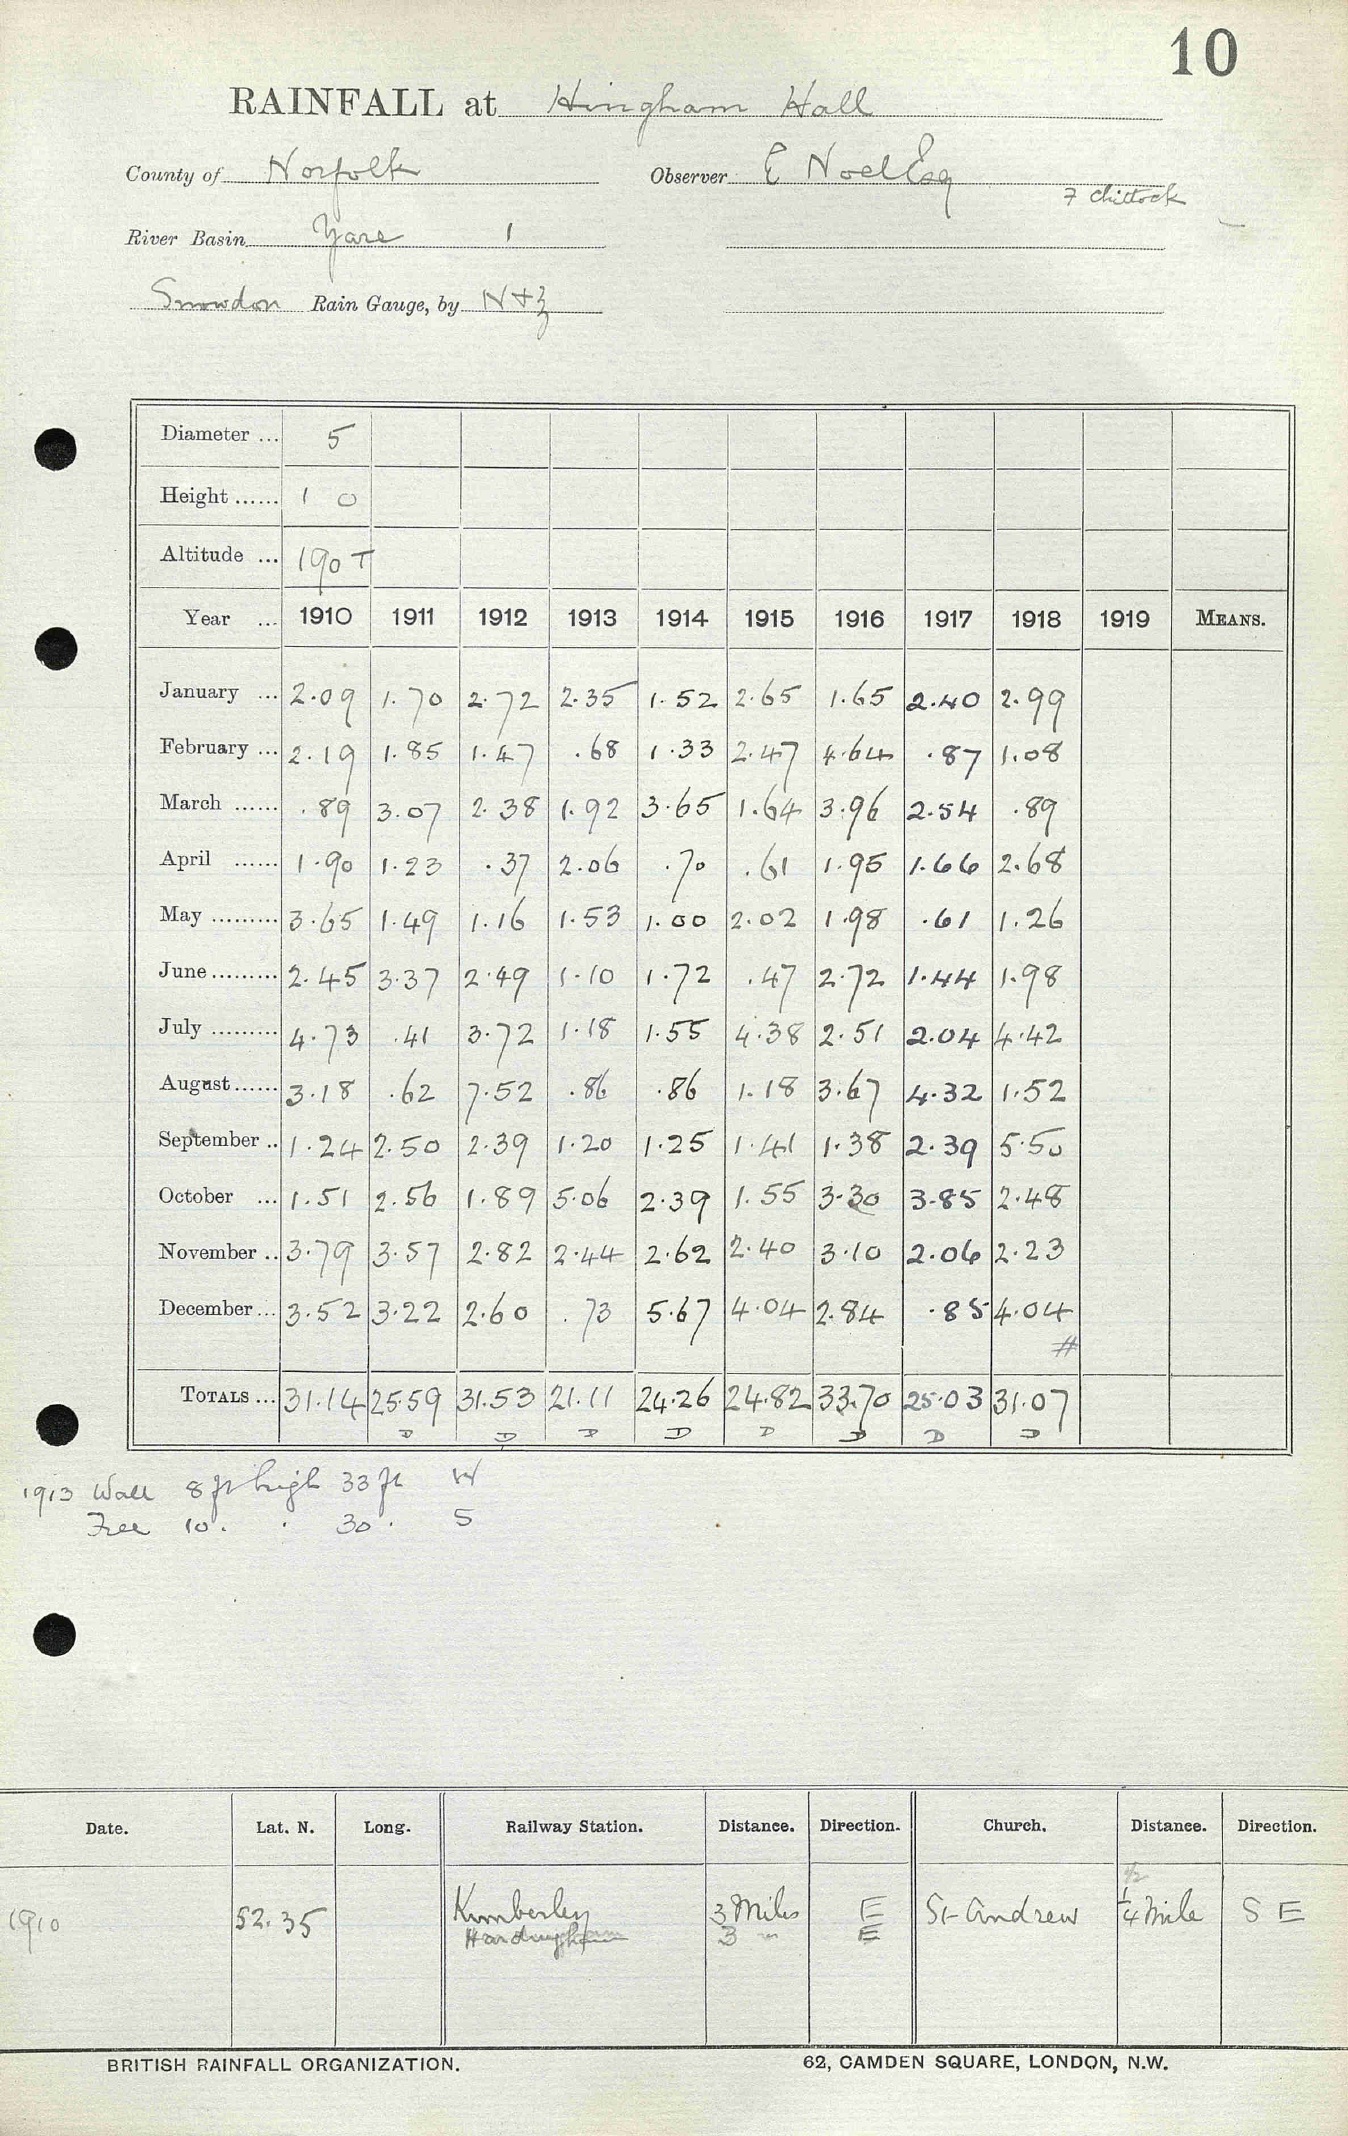 10
RAINFALL at Hingham Hall
County of Norfolk Observer E Noel Esq
F Chittock
River Basin Yare 1
Snowdon Rain Gauge, by N+Z
Diameter ... 5
Height ...... 1 0
Altitude ... 190 T
Year ... 1910 1911 1912 1913 1914 1915 1916 1917 1918 1919 MEANS.
January ... 2.09 1.70 2.72 2.35 1.52 2.65 1.65 2.40 2.99
February ... 2.19 1.85 1.47 .68 1.33 2.47 4.64 .87 1.08
March ...... .89 3.07 2.38 1.92 3.65 1.64 3.96 2.54 .89
April ...... 1.90 1.23 .37 2.06 .70 .61 1.95 1.66 2.68
May ......... 3.65 1.49 1.16 1.53 1.00 2.02 1.98 .61 1.26
June ......... 2.45 3.37 2.49 1.10 1.72 .47 2.72 1.44 1.98
July ......... 4.73 .41 3.72 1.18 1.55 4.38 2.51 2.04 4.42
August ...... 3.18 .62 7.52 .86 .86 1.18 3.67 4.32 1.52
September .. 1.24 2.50 2.39 1.20 1.25 1.41 1.38 2.39 5.50
October ... 1.51 2.56 1.89 5.06 2.39 1.55 3.30 3.85 2.48
November .. 3.79 3.57 2.82 2.44 2.62 2.40 3.10 2.06 2.23
December ... 3.52 3.22 2.60 .73 5.67 4.04 2.84 .85 4.04
#
TOTALS ... 31.14 25.59 31.53 21.11 24.26 24.82 33.70 25.03 31.07
D D D D D D D D
1913 Wall 8 ft high 33 ft W
Tree 10 . . 30 . S
Date. Lat. N. Long. Railway Station. Distance. Direction. Church. Distance. Direction.
1/2
1910 52.35 Kimberley 3 Miles E St Andrew 1/4 Mile S E
Hardingham 3 " E
BRITISH RAINFALL ORGANIZATION. 62, CAMDEN SQUARE, LONDON, N.W.